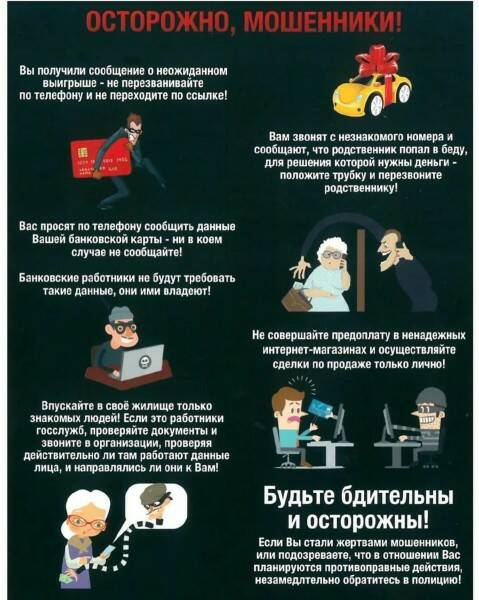 ОСТОРОЖНО, МОШЕННИКИ!
Вы получили сообщение о неожиданном
выигрыше - не перезванивайте
по телефону и не переходите по ссылке!
Вам звонят с незнакомого номера и
сообщают, что родственник попал в беду,
для решения которой нужны деньги -
положите трубку и перезвоните
родственнику!
Вас просят по телефону сообщить данные
Вашей банковской карты - ни в коем
случае не сообщайте!
Банковские работники не будут требовать
такие данные, они ими владеют!
Не совершайте предоплату в ненадежных
интернет-магазинах и осуществляйте
сделки по продаже только лично!
Впускайте в своё жилище только
знакомых людей! Если это работники
госслужб, проверяйте документы и
звоните в организации, проверяя
действительно ли там работают данные
лица, и направлялись ли они к Вам!
Будьте бдительны
и осторожны!
Если Вы стали жертвами мошенников,
или подозреваете, что в отношении Вас
планируются противоправные действия,
незамедлтельно обратитесь в полицию!